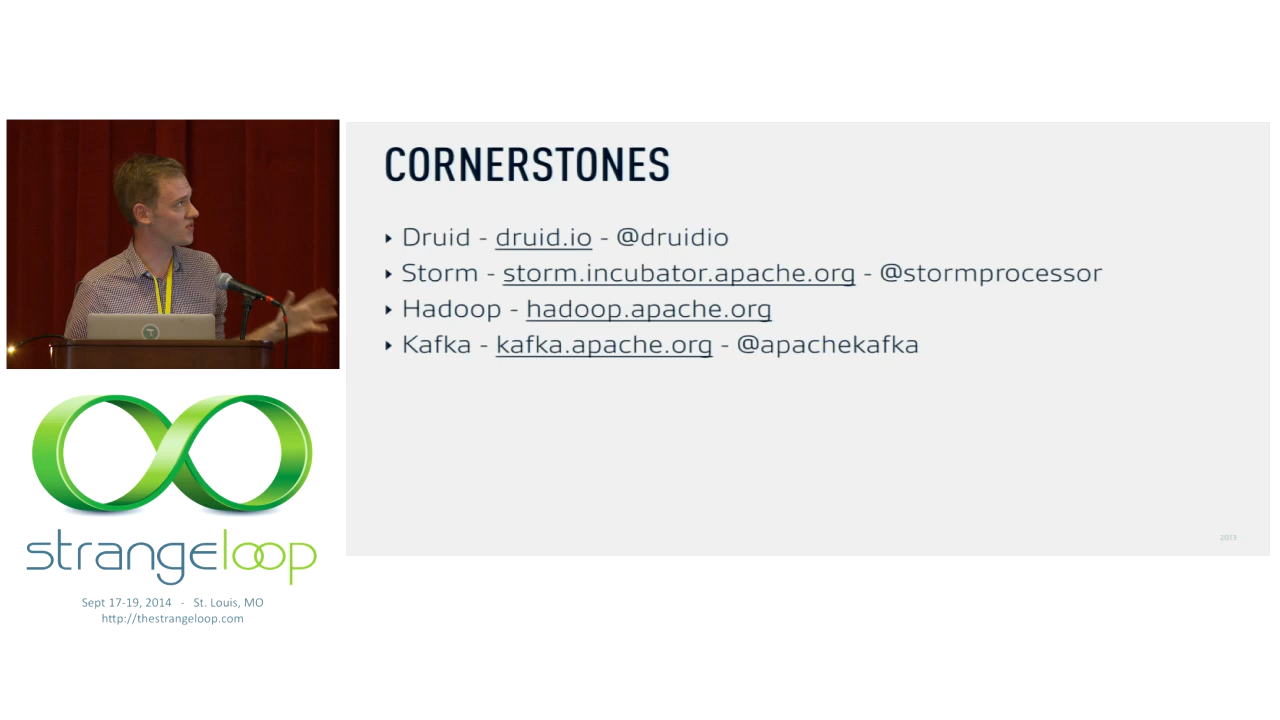 CORNERSTONES
Druid - druid.io - @druidio
Storm - storm.incubator.apache.org - @stormprocessor
Hadoop - hadoop.apache.org
Kafka - kafka.apache.org - @apachekafka
2013
strangeloop
Sept 17-19, 2014 - St. Louis, MO
http://thestrangeloop.com